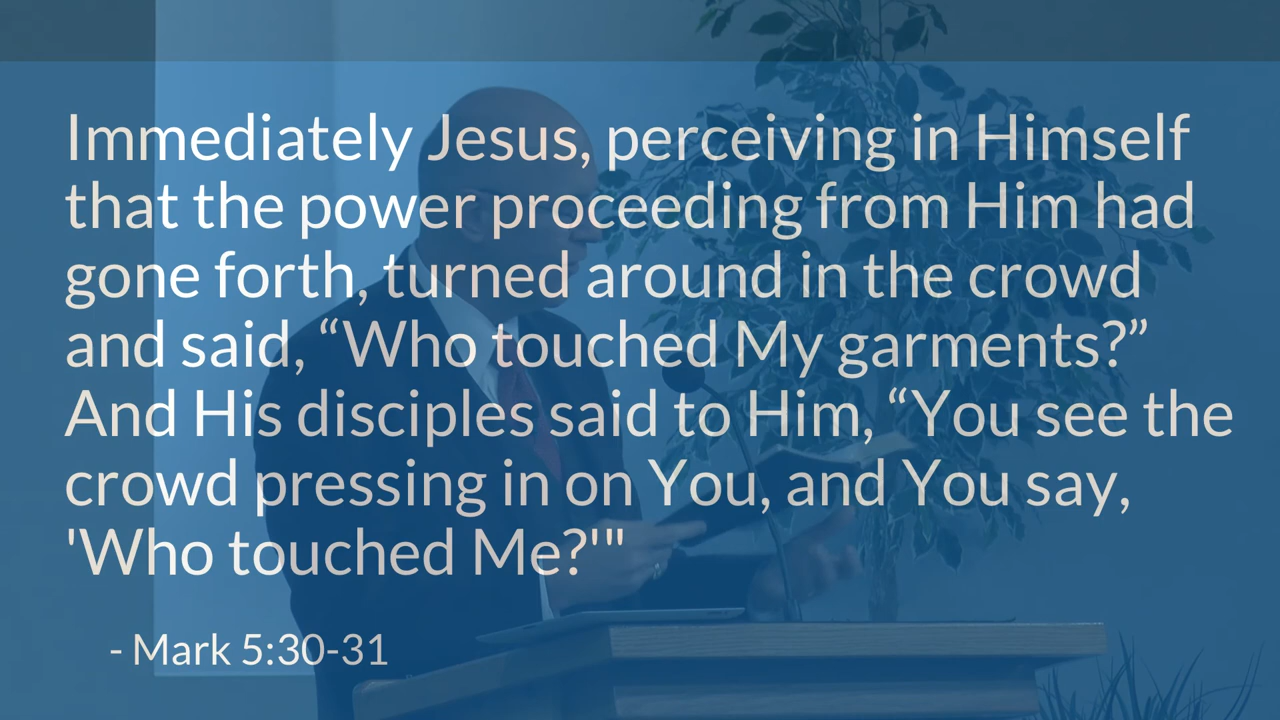 Immediately Jesus, perceiving in Himself
that the power proceeding from Him had
gone forth, turned around in the crowd
and said, “Who touched My garments?”
And His disciples said to Him, “You see the
crowd pressing in on You, and You say,
'Who touched Me?'"
- Mark 5:30-31